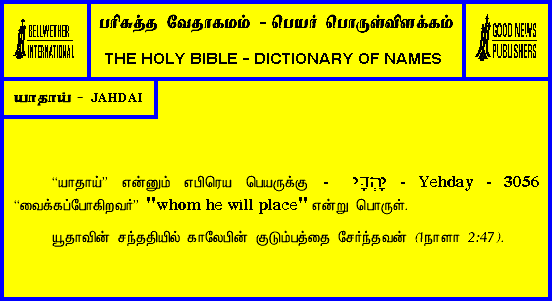 BELLWETHER
INTERNATIONAL
பரிசுத்த வேதாகமம் - பெயர் பொருள்விளக்கம்
THE HOLY BIBLE - DICTIONARY OF NAMES
GOOD NEWS
PUBLISHERS
யாதாய் - JAHDAI
“யாதாய்” என்னும் எபிரெய பெயருக்கு - יָהְדָּי - Yehday - 3056
“வைக்கப்போகிறவர்” "whom he will place" என்று பொருள்.
யூதாவின் சந்ததியில் காலேபின் குடும்பத்தை சேர்ந்தவன் (1நாளா 2:47).